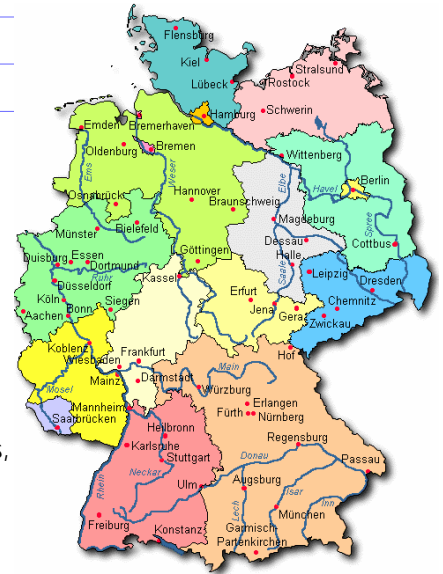 Flensburg
Kiel
Lübeck
Stralsund
Rostock
Schwerin
Hamburg
Emden
Bremerhaven
Oldenburg
Bremen
Ems
Weser
Wittenberg
Elbe
Havel
Berlin
Spree
Osnabrück
Hannover
Braunschweig
Magdeburg
Münster
Bielefeld
Dessau
Cottbus
Göttingen
Halle
Saale
Duisburg
Essen
Dortmund
Ruhr
Kassel
Leipzig
Dresden
Düsseldorf
Köln
Bonn
Siegen
Aachen
Erfurt
Jena
Gera
Chemnitz
Zwickau
Koblenz
Wiesbaden
Frankfurt
Hof
Mainz
Darmstadt
Main
Würzburg
Mosel
Mannheim
Saarbrücken
Erlangen
Fürth
Nürnberg
Heilbronn
Karlsruhe
Stuttgart
Neckar
Regensburg
Donau
Passau
Ulm
Augsburg
Rhein
Lech
Isar
Inn
München
Freiburg
Konstanz
Garmisch-
Partenkirchen
s,